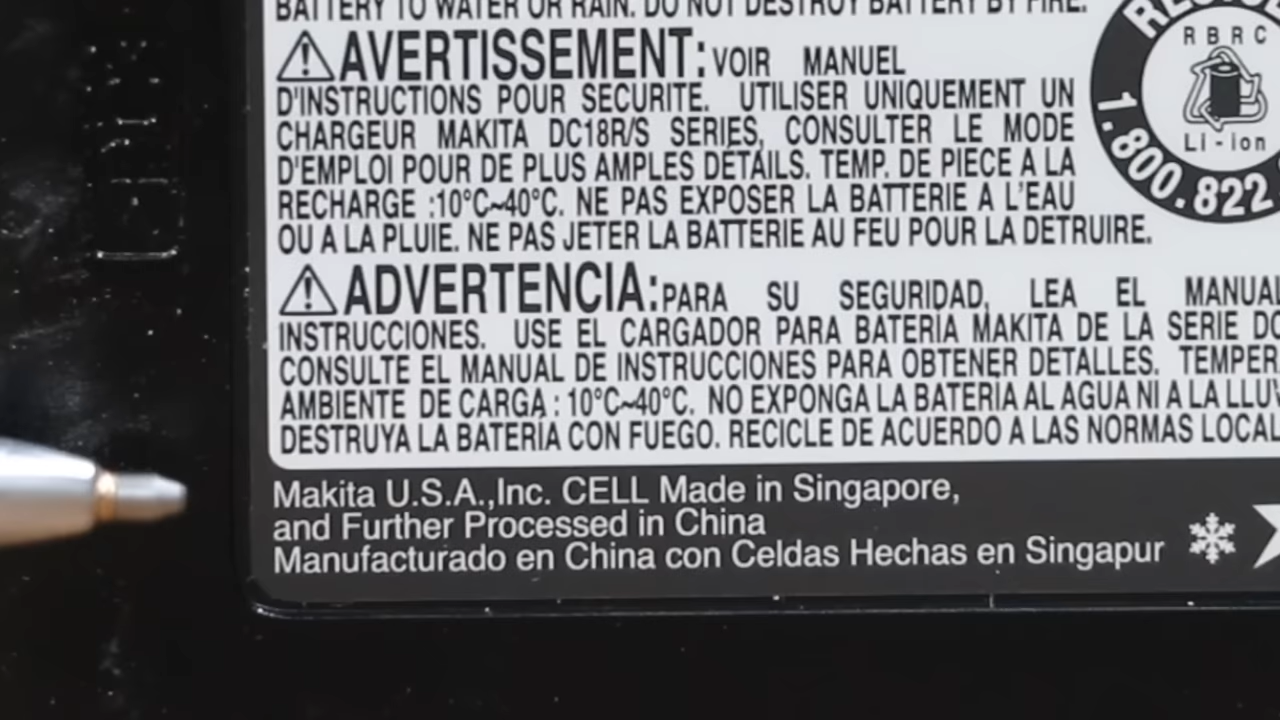 BATTERY TO WATER OR RAIN. DO NOT DESTROY BATTERY BY FIRE.
AVERTISSEMENT: VOIR MANUEL
D'INSTRUCTIONS POUR SECURITE. UTILISER UNIQUEMENT UN
CHARGEUR MAKITA DC18R/S SERIES, CONSULTER LE MODE
D'EMPLOI POUR DE PLUS AMPLES DÉTAILS. TEMP. DE PIECE A LA
RECHARGE :10°C~40°C. NE PAS EXPOSER LA BATTERIE A L'EAU
OU A LA PLUIE. NE PAS JETER LA BATTERIE AU FEU POUR LA DETRUIRE.
RBRC
Li-ion
1.800.822
ADVERTENCIA: PARA SU SEGURIDAD, LEA EL MANUAL
INSTRUCCIONES. USE EL CARGADOR PARA BATERIA MAKITA DE LA SERIE DC
CONSULTE EL MANUAL DE INSTRUCCIONES PARA OBTENER DETALLES. TEMPER
AMBIENTE DE CARGA : 10°C~40°C. NO EXPONGA LA BATERIA AL AGUA NI A LA LLUV
DESTRUYA LA BATERIA CON FUEGO. RECICLE DE ACUERDO A LAS NORMAS LOCAL
Makita U.S.A.,Inc. CELL Made in Singapore,
and Further Processed in China
Manufacturado en China con Celdas Hechas en Singapur